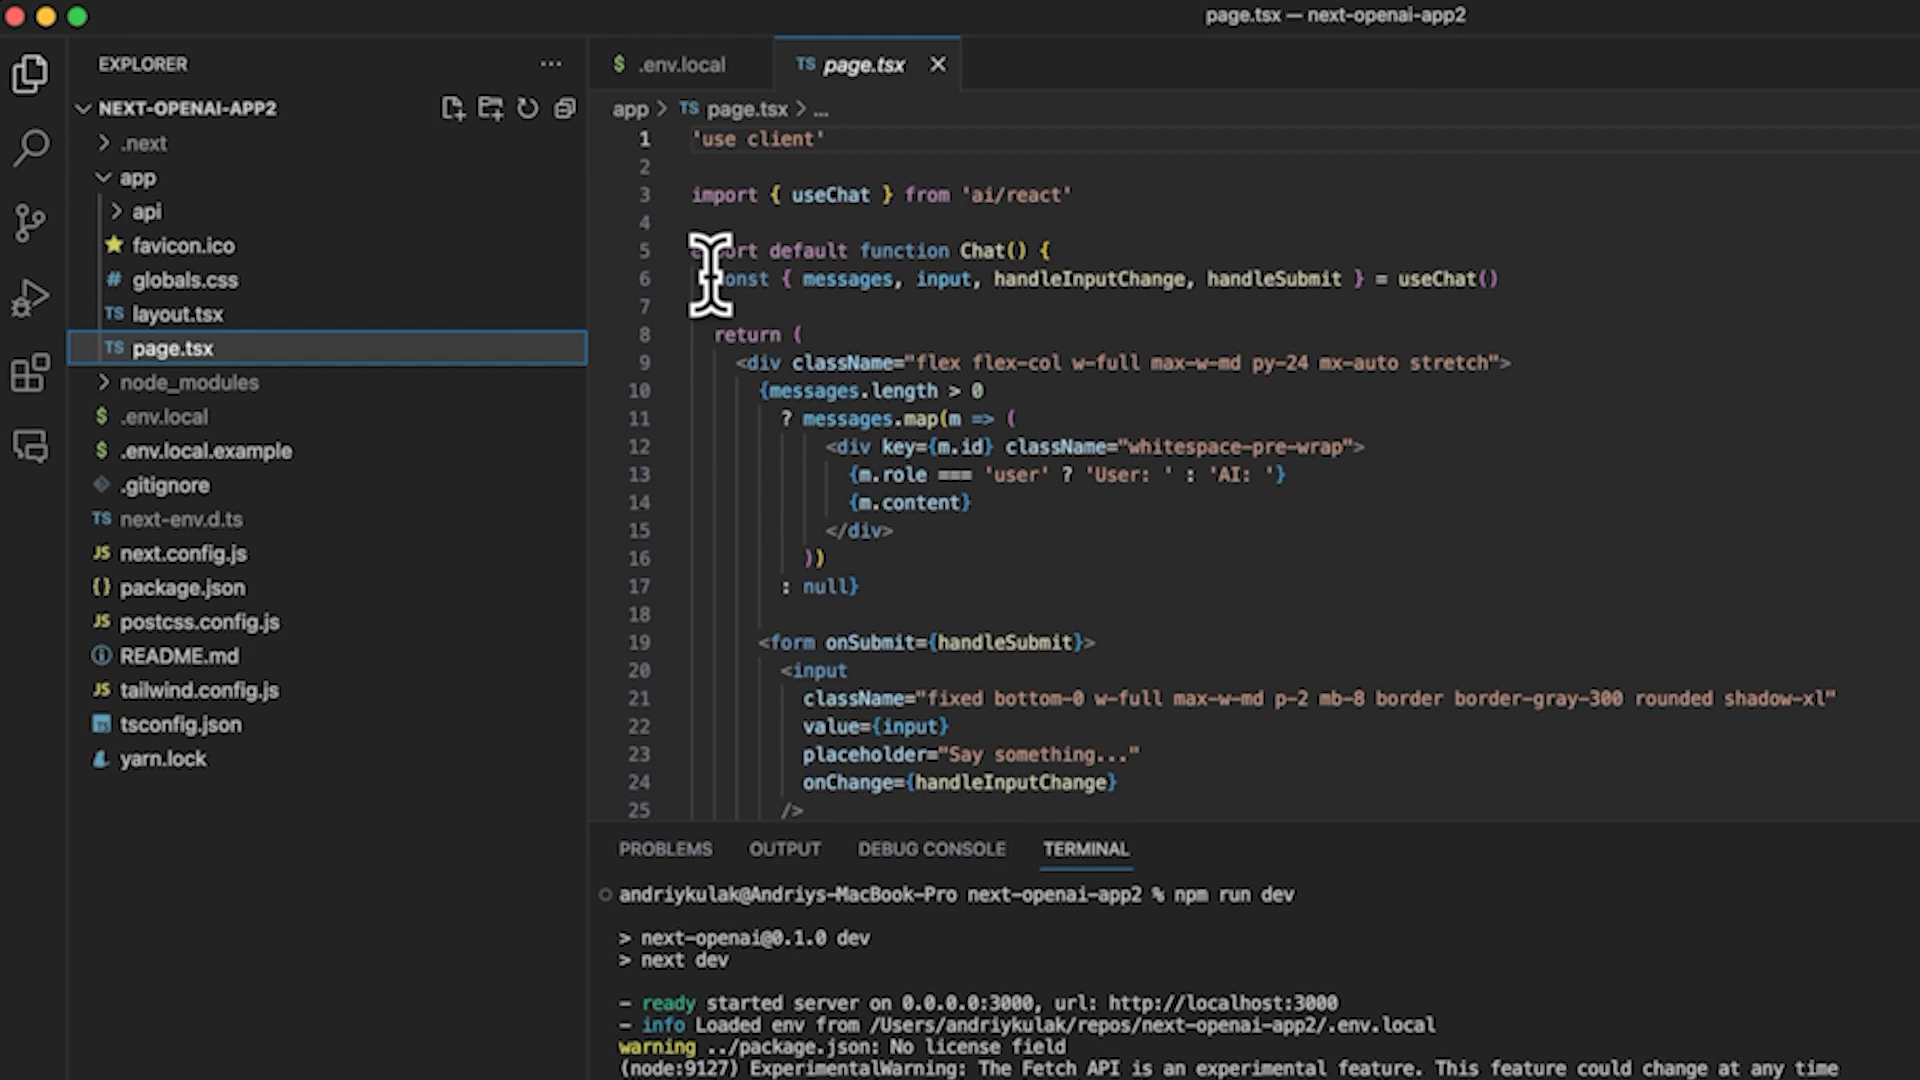 page.tsx — next-openai-app2
EXPLORER
NEXT-OPENAI-APP2
.next
app
api
favicon.ico
# globals.css
TS layout.tsx
TS page.tsx
node_modules
$ .env.local
$ .env.local.example
.gitignore
TS next-env.d.ts
JS next.config.js
{} package.json
JS postcss.config.js
README.md
JS tailwind.config.js
tsconfig.json
yarn.lock
$ .env.local
TS page.tsx
app > TS page.tsx > ...
1 'use client'
2
3 import { useChat } from 'ai/react'
4
5 default function Chat() {
6 const { messages, input, handleInputChange, handleSubmit } = useChat()
7
8 return (
9 <div className="flex flex-col w-full max-w-md py-24 mx-auto stretch">
10 {messages.length > 0
11 ? messages.map(m => (
12 <div key={m.id} className="whitespace-pre-wrap">
13 {m.role === 'user' ? 'User: ' : 'AI: '}
14 {m.content}
15 </div>
16 ))
17 : null}
18
19 <form onSubmit={handleSubmit}>
20 <input
21 className="fixed bottom-0 w-full max-w-md p-2 mb-8 border border-gray-300 rounded shadow-xl"
22 value={input}
23 placeholder="Say something..."
24 onChange={handleInputChange}
25 />
PROBLEMS OUTPUT DEBUG CONSOLE TERMINAL
andriykulak@Andriys-MacBook-Pro next-openai-app2 % npm run dev
> next-openai@0.1.0 dev
> next dev
- ready started server on 0.0.0.0:3000, url: http://localhost:3000
- info Loaded env from /Users/andriykulak/repos/next-openai-app2/.env.local
warning ../package.json: No license field
(node:9127) ExperimentalWarning: The Fetch API is an experimental feature. This feature could change at any time